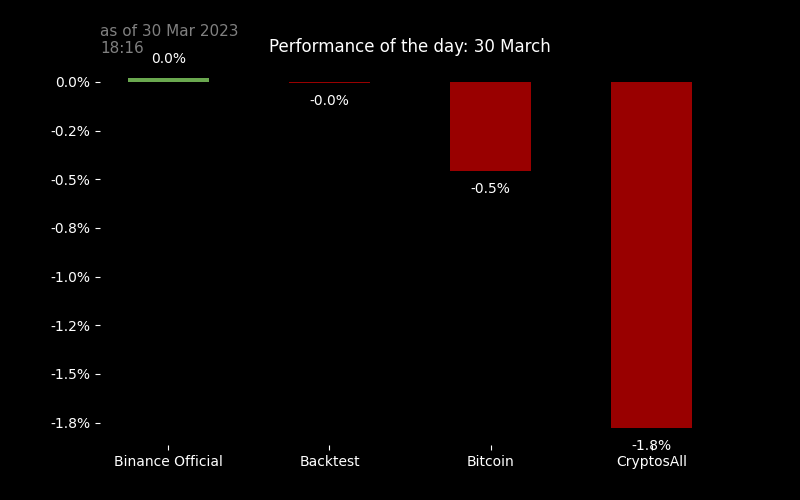 as of 30 Mar 2023
18:16
Performance of the day: 30 March
0.0%
0.0%
-0.0%
-0.2%
-0.5%
-0.5%
-0.8%
-1.0%
-1.2%
-1.5%
-1.8%
-1.8%
Binance Official
Backtest
Bitcoin
CryptosAll